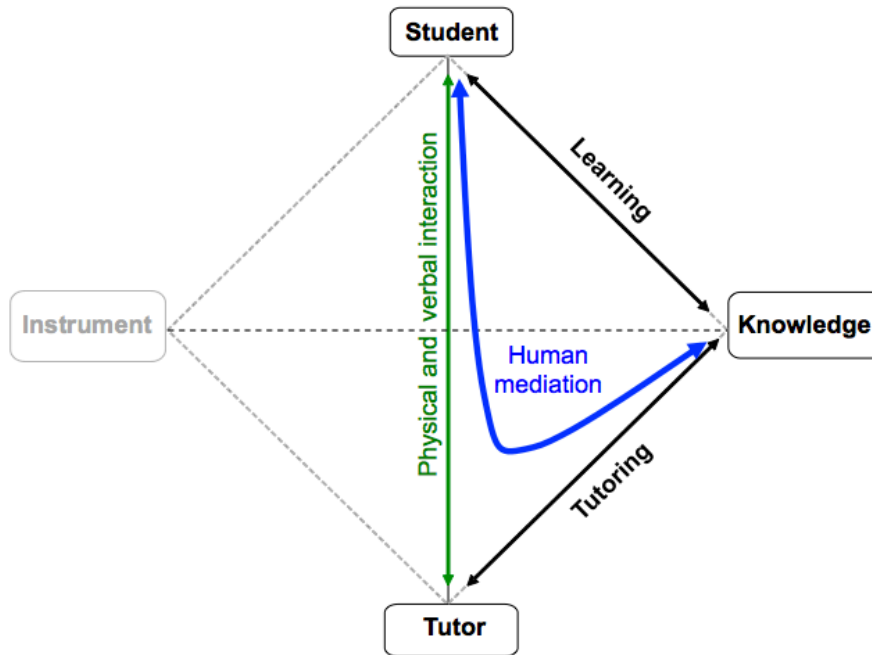 Student
Learning
Physical and verbal interaction
Instrument
Knowledge
Human
mediation
Tutoring
Tutor